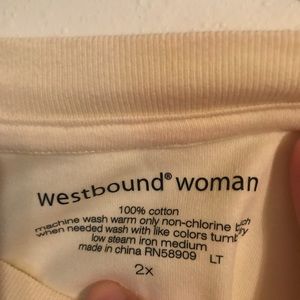 westbound® woman
100% cotton
machine wash warm only non-chlorine
when needed wash with like colors
low steam iron medium
made in china RN58909 LT
2x